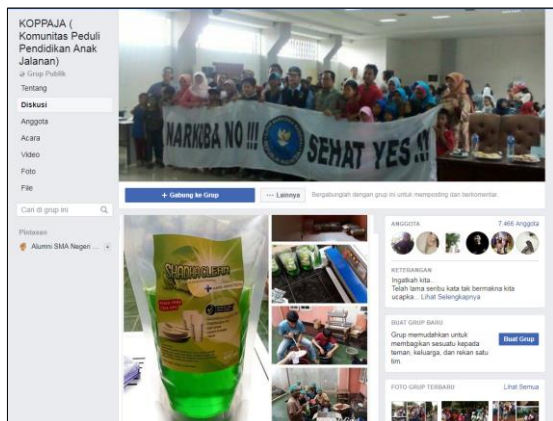 KOPPAJA (
Komunitas Peduli
Pendidikan Anak
Jalanan)
Grup Publik
Tentang
Diskusi
Anggota
Acara
Video
Foto
File
Cari di grup ini
Pintasan
Alumni SMA Negeri ...
NARKOBA NO !!! SEHAT YES !!!
+ Gabung ke Grup
••• Lainnya
Bergabunglah dengan grup ini untuk memposting dan berkomentar.
ANGGOTA
7.466 Anggota
KETERANGAN
Ingatkah kita...
Telah lama seribu kata tak bermakna kita
ucapka... Lihat Selengkapnya
BUAT GRUP BARU
Grup memudahkan untuk
membagikan sesuatu kepada
teman, keluarga, dan rekan satu
tim.
Buat Grup
FOTO GRUP TERBARU
Lihat Semua